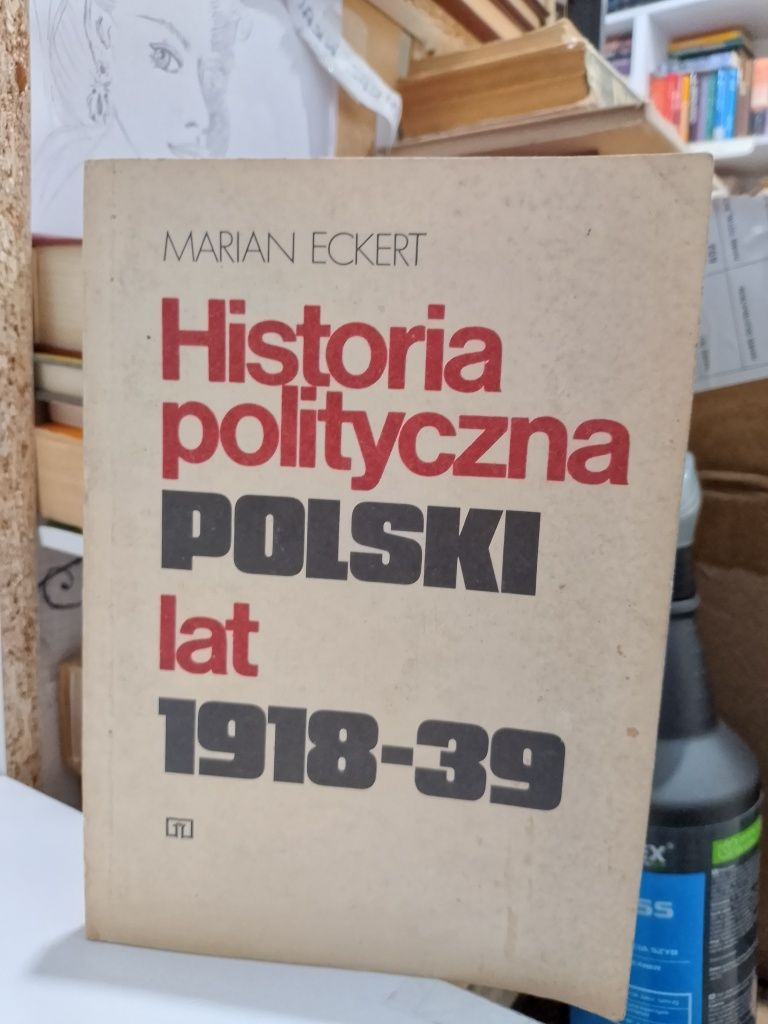 MARIAN ECKERT
Historia
polityczna
POLSKI
lat
1918-39